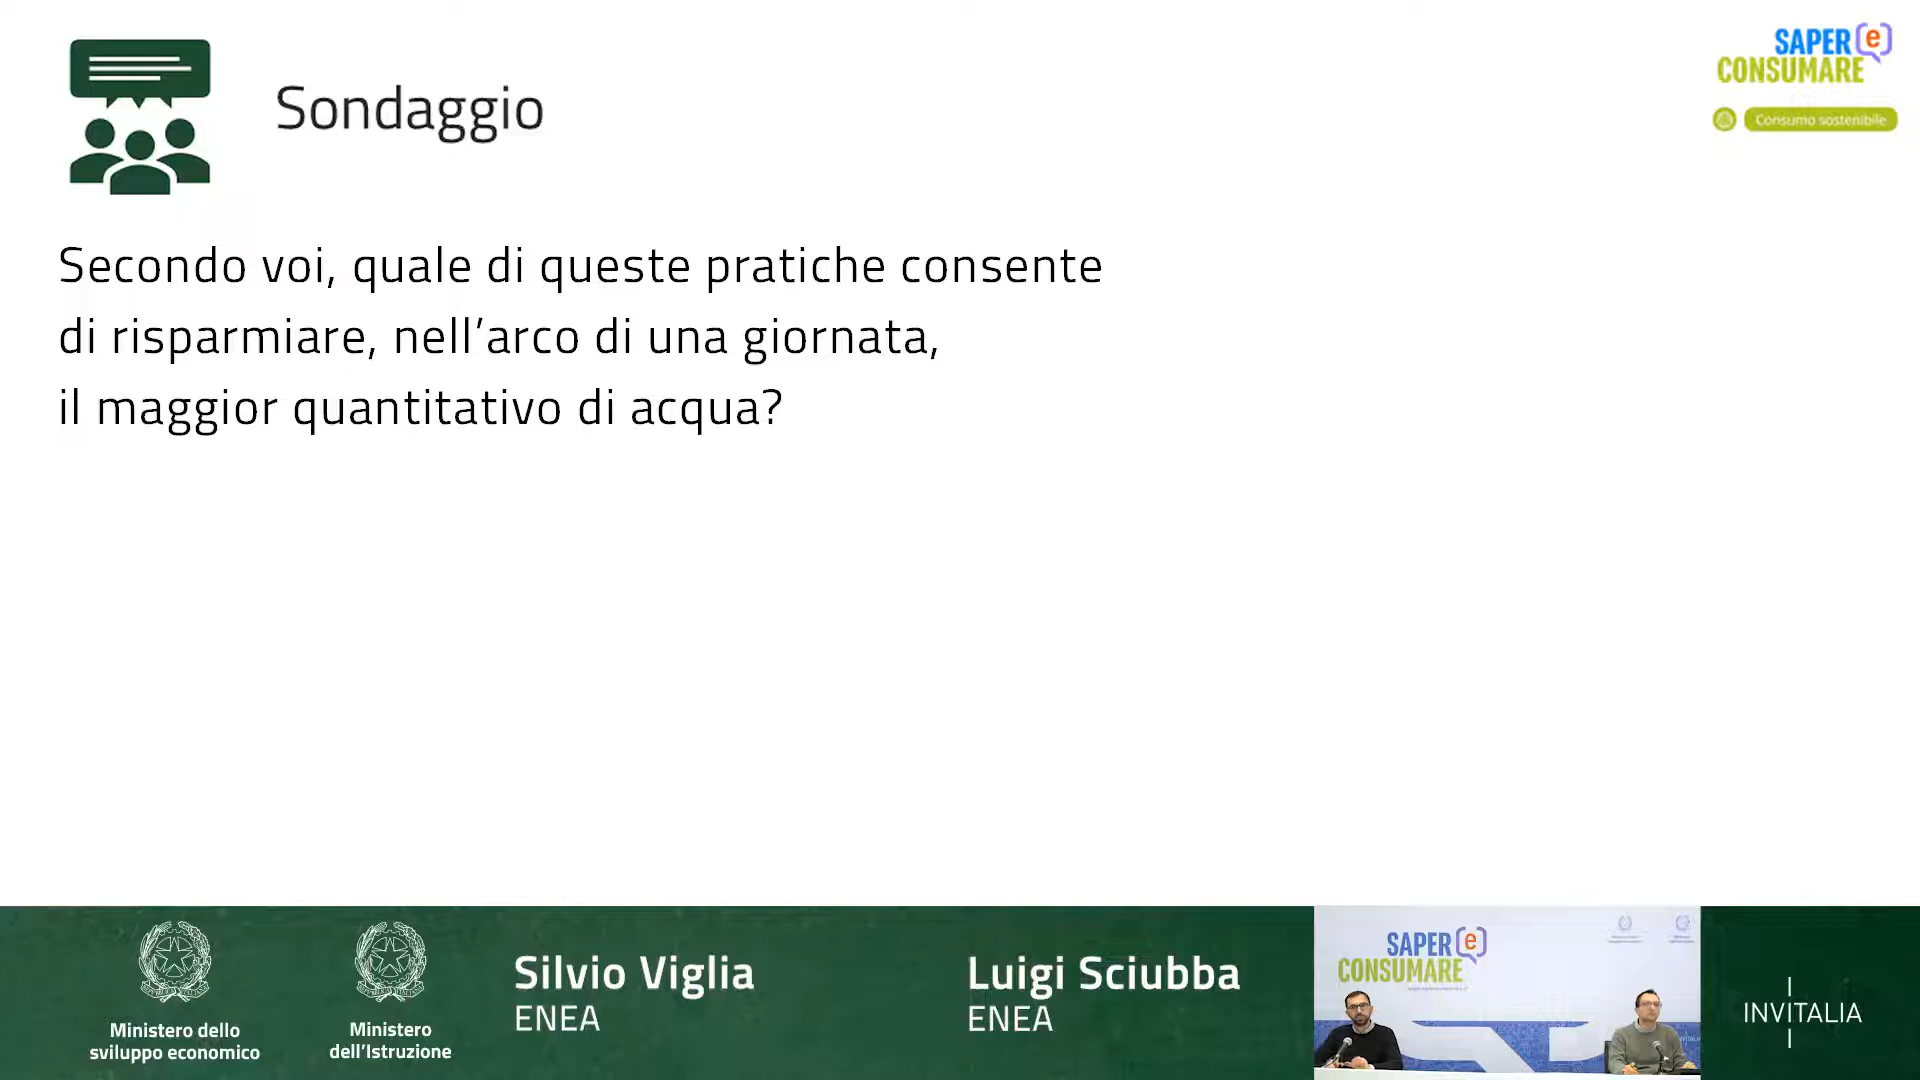 SAPER(e)
CONSUMARE
Consumo sostenibile
Sondaggio
Secondo voi, quale di queste pratiche consente
di risparmiare, nell’arco di una giornata,
il maggior quantitativo di acqua?
Ministero dello
sviluppo economico
Ministero
dell’Istruzione
Silvio Viglia
ENEA
Luigi Sciubba
ENEA
SAPER(e)
CONSUMARE
INVITALIA